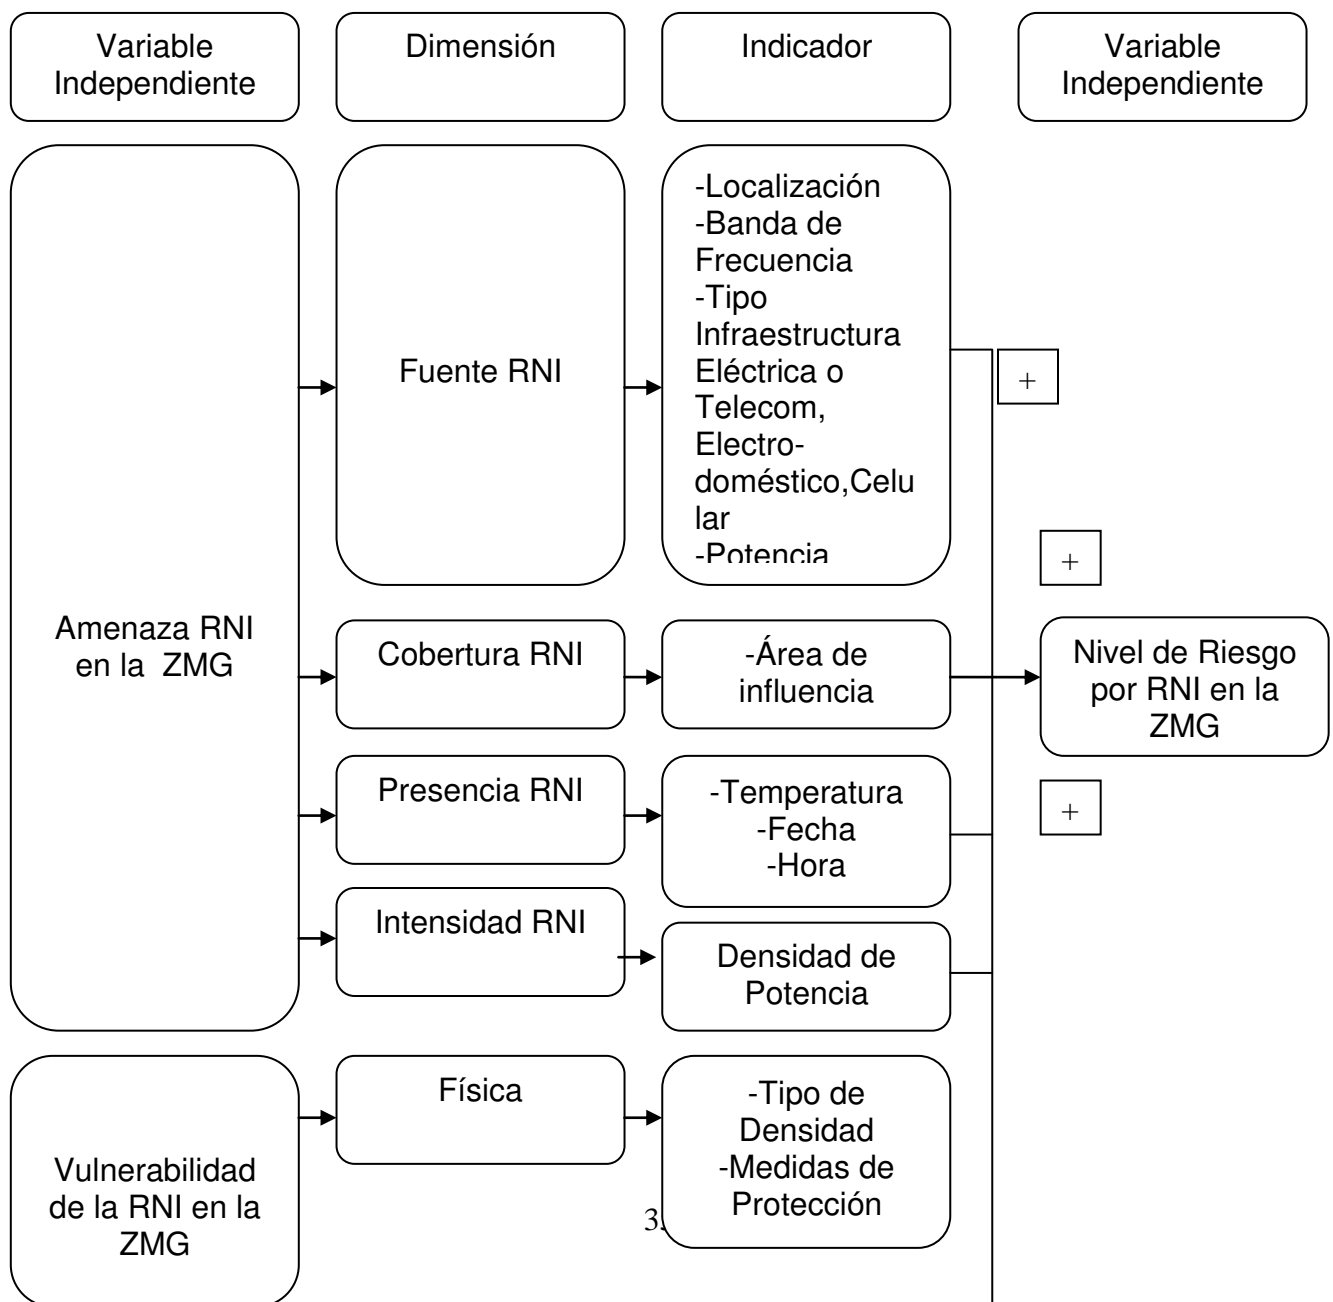 Variable
Independiente
Dimensión
Indicador
Variable
Independiente
Amenaza RNI
en la ZMG
Fuente RNI
-Localización
-Banda de
Frecuencia
-Tipo
Infraestructura
Eléctrica o
Telecom,
Electro-
doméstico,Celu
lar
-Potencia
+
+
Cobertura RNI
-Área de
influencia
Nivel de Riesgo
por RNI en la
ZMG
Presencia RNI
-Temperatura
-Fecha
-Hora
+
Intensidad RNI
Densidad de
Potencia
Vulnerabilidad
de la RNI en la
ZMG
Física
-Tipo de
Densidad
-Medidas de
Protección